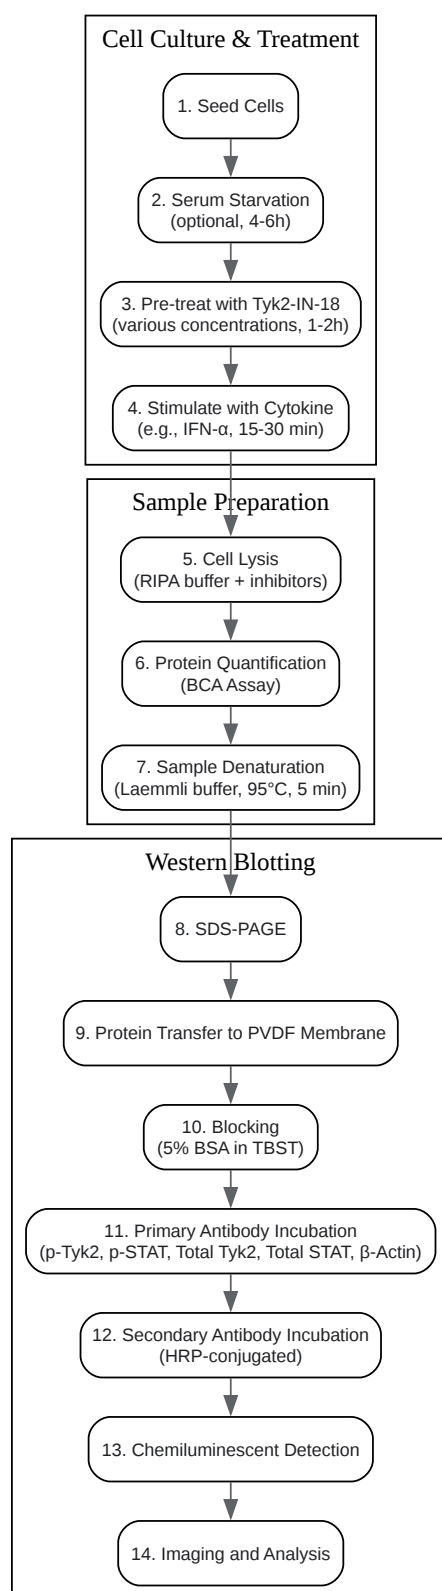 Cell Culture & Treatment
1. Seed Cells
2. Serum Starvation
(optional, 4-6h)
3. Pre-treat with Tyk2-IN-18
(various concentrations, 1-2h)
4. Stimulate with Cytokine
(e.g., IFN-α, 15-30 min)
Sample Preparation
5. Cell Lysis
(RIPA buffer + inhibitors)
6. Protein Quantification
(BCA Assay)
7. Sample Denaturation
(Laemmli buffer, 95°C, 5 min)
Western Blotting
8. SDS-PAGE
9. Protein Transfer to PVDF Membrane
10. Blocking
(5% BSA in TBST)
11. Primary Antibody Incubation
(p-Tyk2, p-STAT, Total Tyk2, Total STAT, β-Actin)
12. Secondary Antibody Incubation
(HRP-conjugated)
13. Chemiluminescent Detection
14. Imaging and Analysis